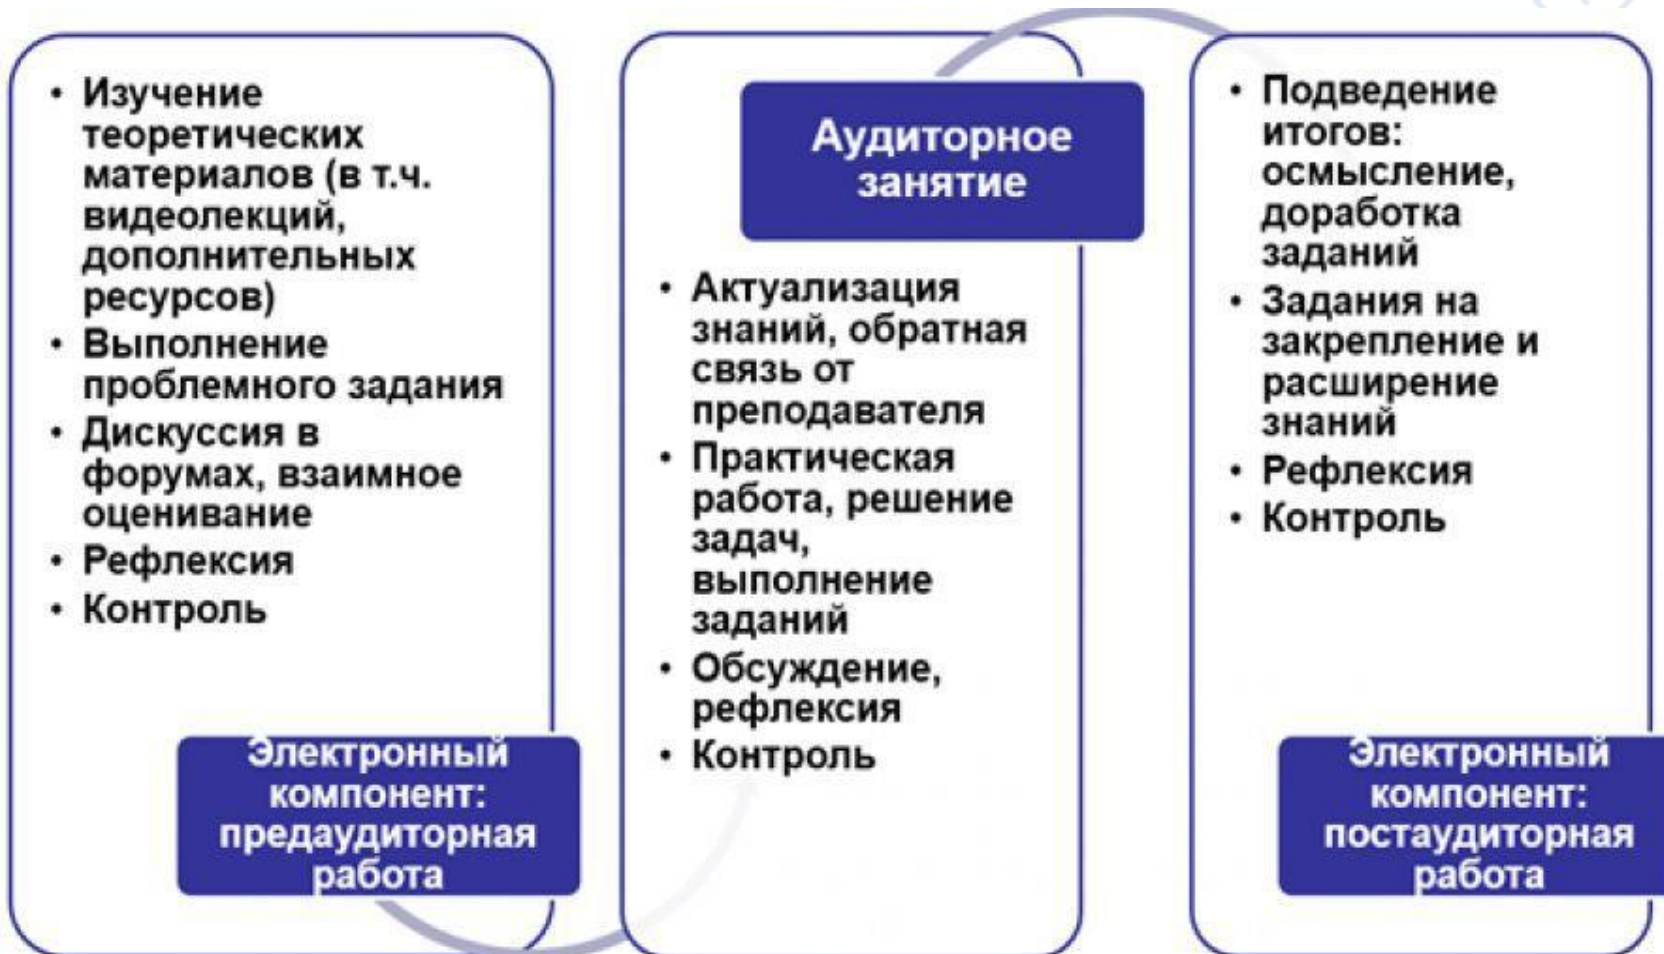 • Изучение
теоретических
материалов (в т.ч.
видеолекций,
дополнительных
ресурсов)
• Выполнение
проблемного задания
• Дискуссия в
форумах, взаимное
оценивание
• Рефлексия
• Контроль
Электронный
компонент:
предаудиторная
работа
Аудиторное
занятие
• Актуализация
знаний, обратная
связь от
преподавателя
• Практическая
работа, решение
задач,
выполнение
заданий
• Обсуждение,
рефлексия
• Контроль
• Подведение
итогов:
осмысление,
доработка
заданий
• Задания на
закрепление и
расширение
знаний
• Рефлексия
• Контроль
Электронный
компонент:
постаудиторная
работа